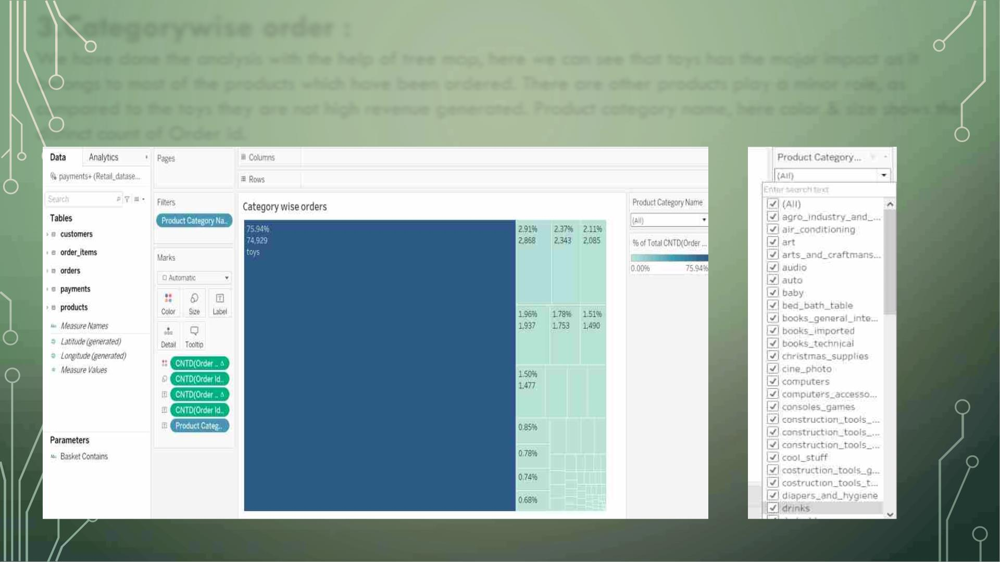 3.Categorywise order :
We have done the analysis with the help of tree map, here we can see that toys has the major impact as it
belongs to most of the products which have been ordered. There are other products play a minor role, as
compared to the toys they are not high revenue generated. Product category name, here color & size shows the
distinct count of Order id.
Data Analytics
payments+ (Retail_datase...
Search
Tables
customers
order_items
orders
payments
products
Abc Measure Names
Latitude (generated)
Longitude (generated)
# Measure Values
Parameters
Abc Basket Contains
Pages
Filters
Product Category Na..
Marks
Automatic
Color Size Label
Detail Tooltip
CNTD(Order .. Δ
CNTD(Order Id..
CNTD(Order .. Δ
CNTD(Order Id..
Product Categ..
Columns
Rows
Category wise orders
75.94%
74,929
toys
2.91% 2.37% 2.11%
2,868 2,343 2,085
1.96% 1.78% 1.51%
1,937 1,753 1,490
1.50%
1,477
0.85%
0.78%
0.74%
0.68%
Product Category Name
(All)
% of Total CNTD(Order ...
0.00% 75.94%
Product Category...
(All)
Enter search text
(All)
agro_industry_and_...
air_conditioning
art
arts_and_craftmans...
audio
auto
baby
bed_bath_table
books_general_inte...
books_imported
books_technical
christmas_supplies
cine_photo
computers
computers_accesso...
consoles_games
construction_tools_...
construction_tools_...
construction_tools_...
cool_stuff
costruction_tools_g...
costruction_tools_t...
diapers_and_hygiene
drinks